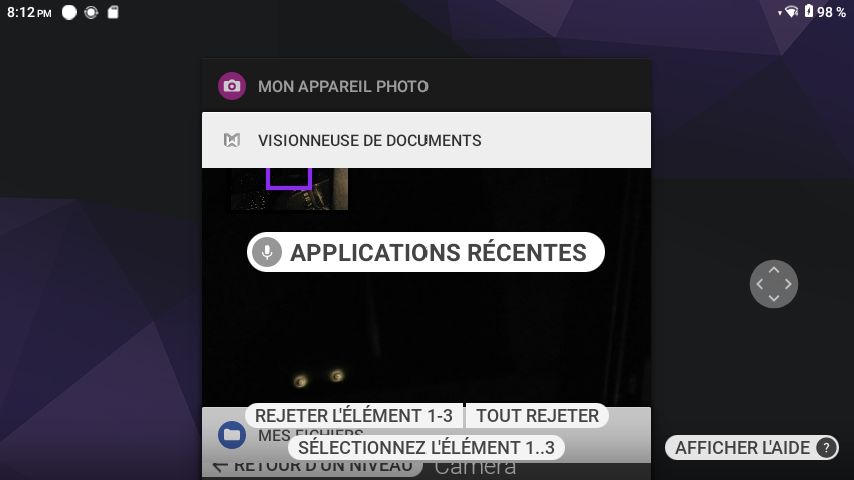 8:12 PM
98 %
MON APPAREIL PHOTO
VISIONNEUSE DE DOCUMENTS
APPLICATIONS RÉCENTES
REJETER L'ÉLÉMENT 1-3
TOUT REJETER
MES FICHIERS
SÉLECTIONNEZ L'ÉLÉMENT 1..3
AFFICHER L'AIDE ?
RETOUR D'UN NIVEAU
Camera